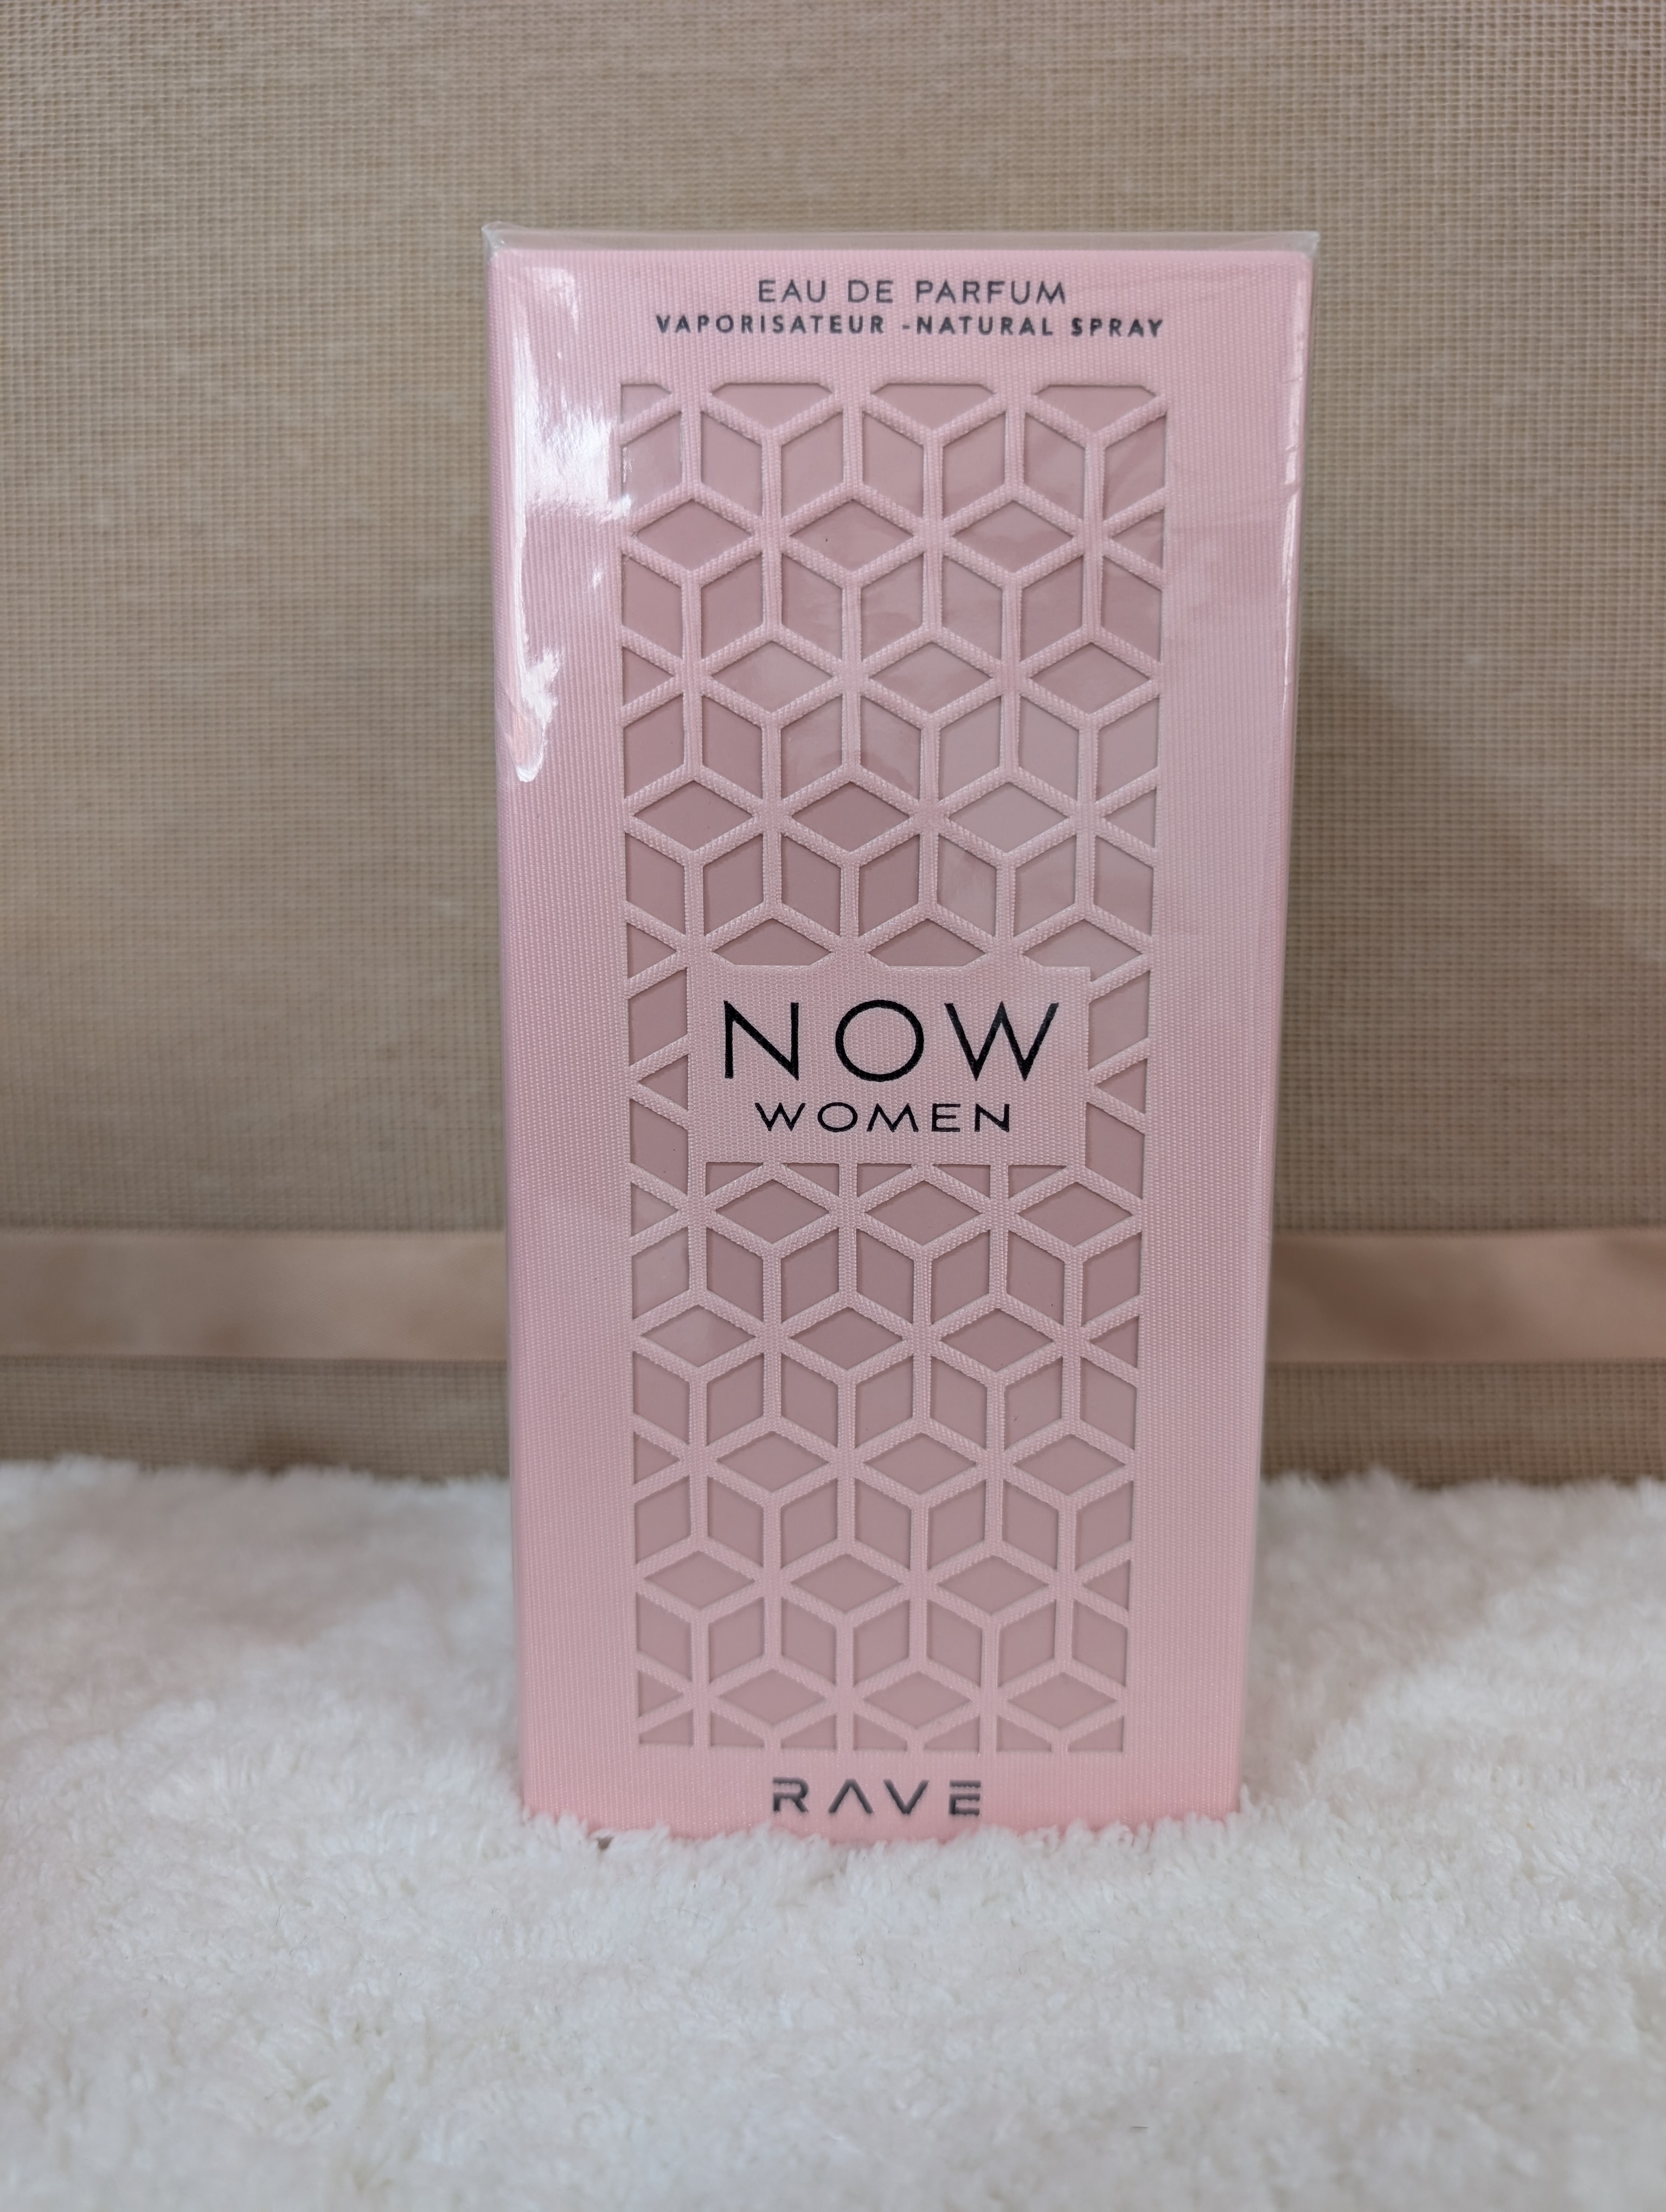 EAU DE PARFUM
VAPORISATEUR -NATURAL SPRAY
NOW
WOMEN
RAVE